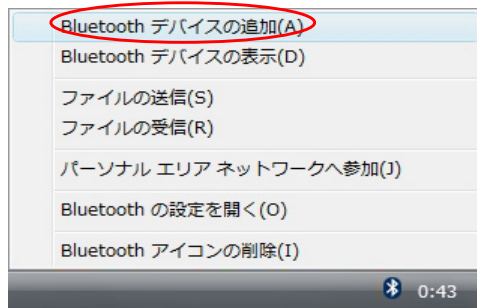 Bluetooth デバイスの追加(A)
Bluetooth デバイスの表示(D)
ファイルの送信(S)
ファイルの受信(R)
パーソナル エリア ネットワークへ参加(J)
Bluetooth の設定を開く(O)
Bluetooth アイコンの削除(I)
0:43